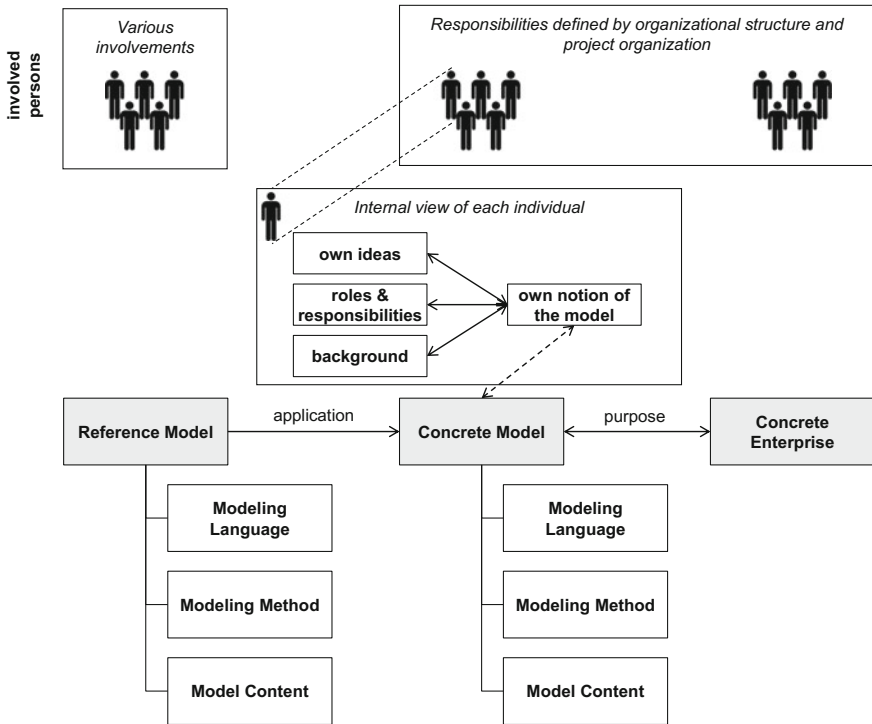 involved
persons
Various
involvements
Responsibilities defined by organizational structure and
project organization
Internal view of each individual
own ideas
roles &
responsibilities
background
own notion of
the model
Reference Model
application
Concrete Model
purpose
Concrete
Enterprise
Modeling
Language
Modeling Method
Model Content
Modeling
Language
Modeling Method
Model Content